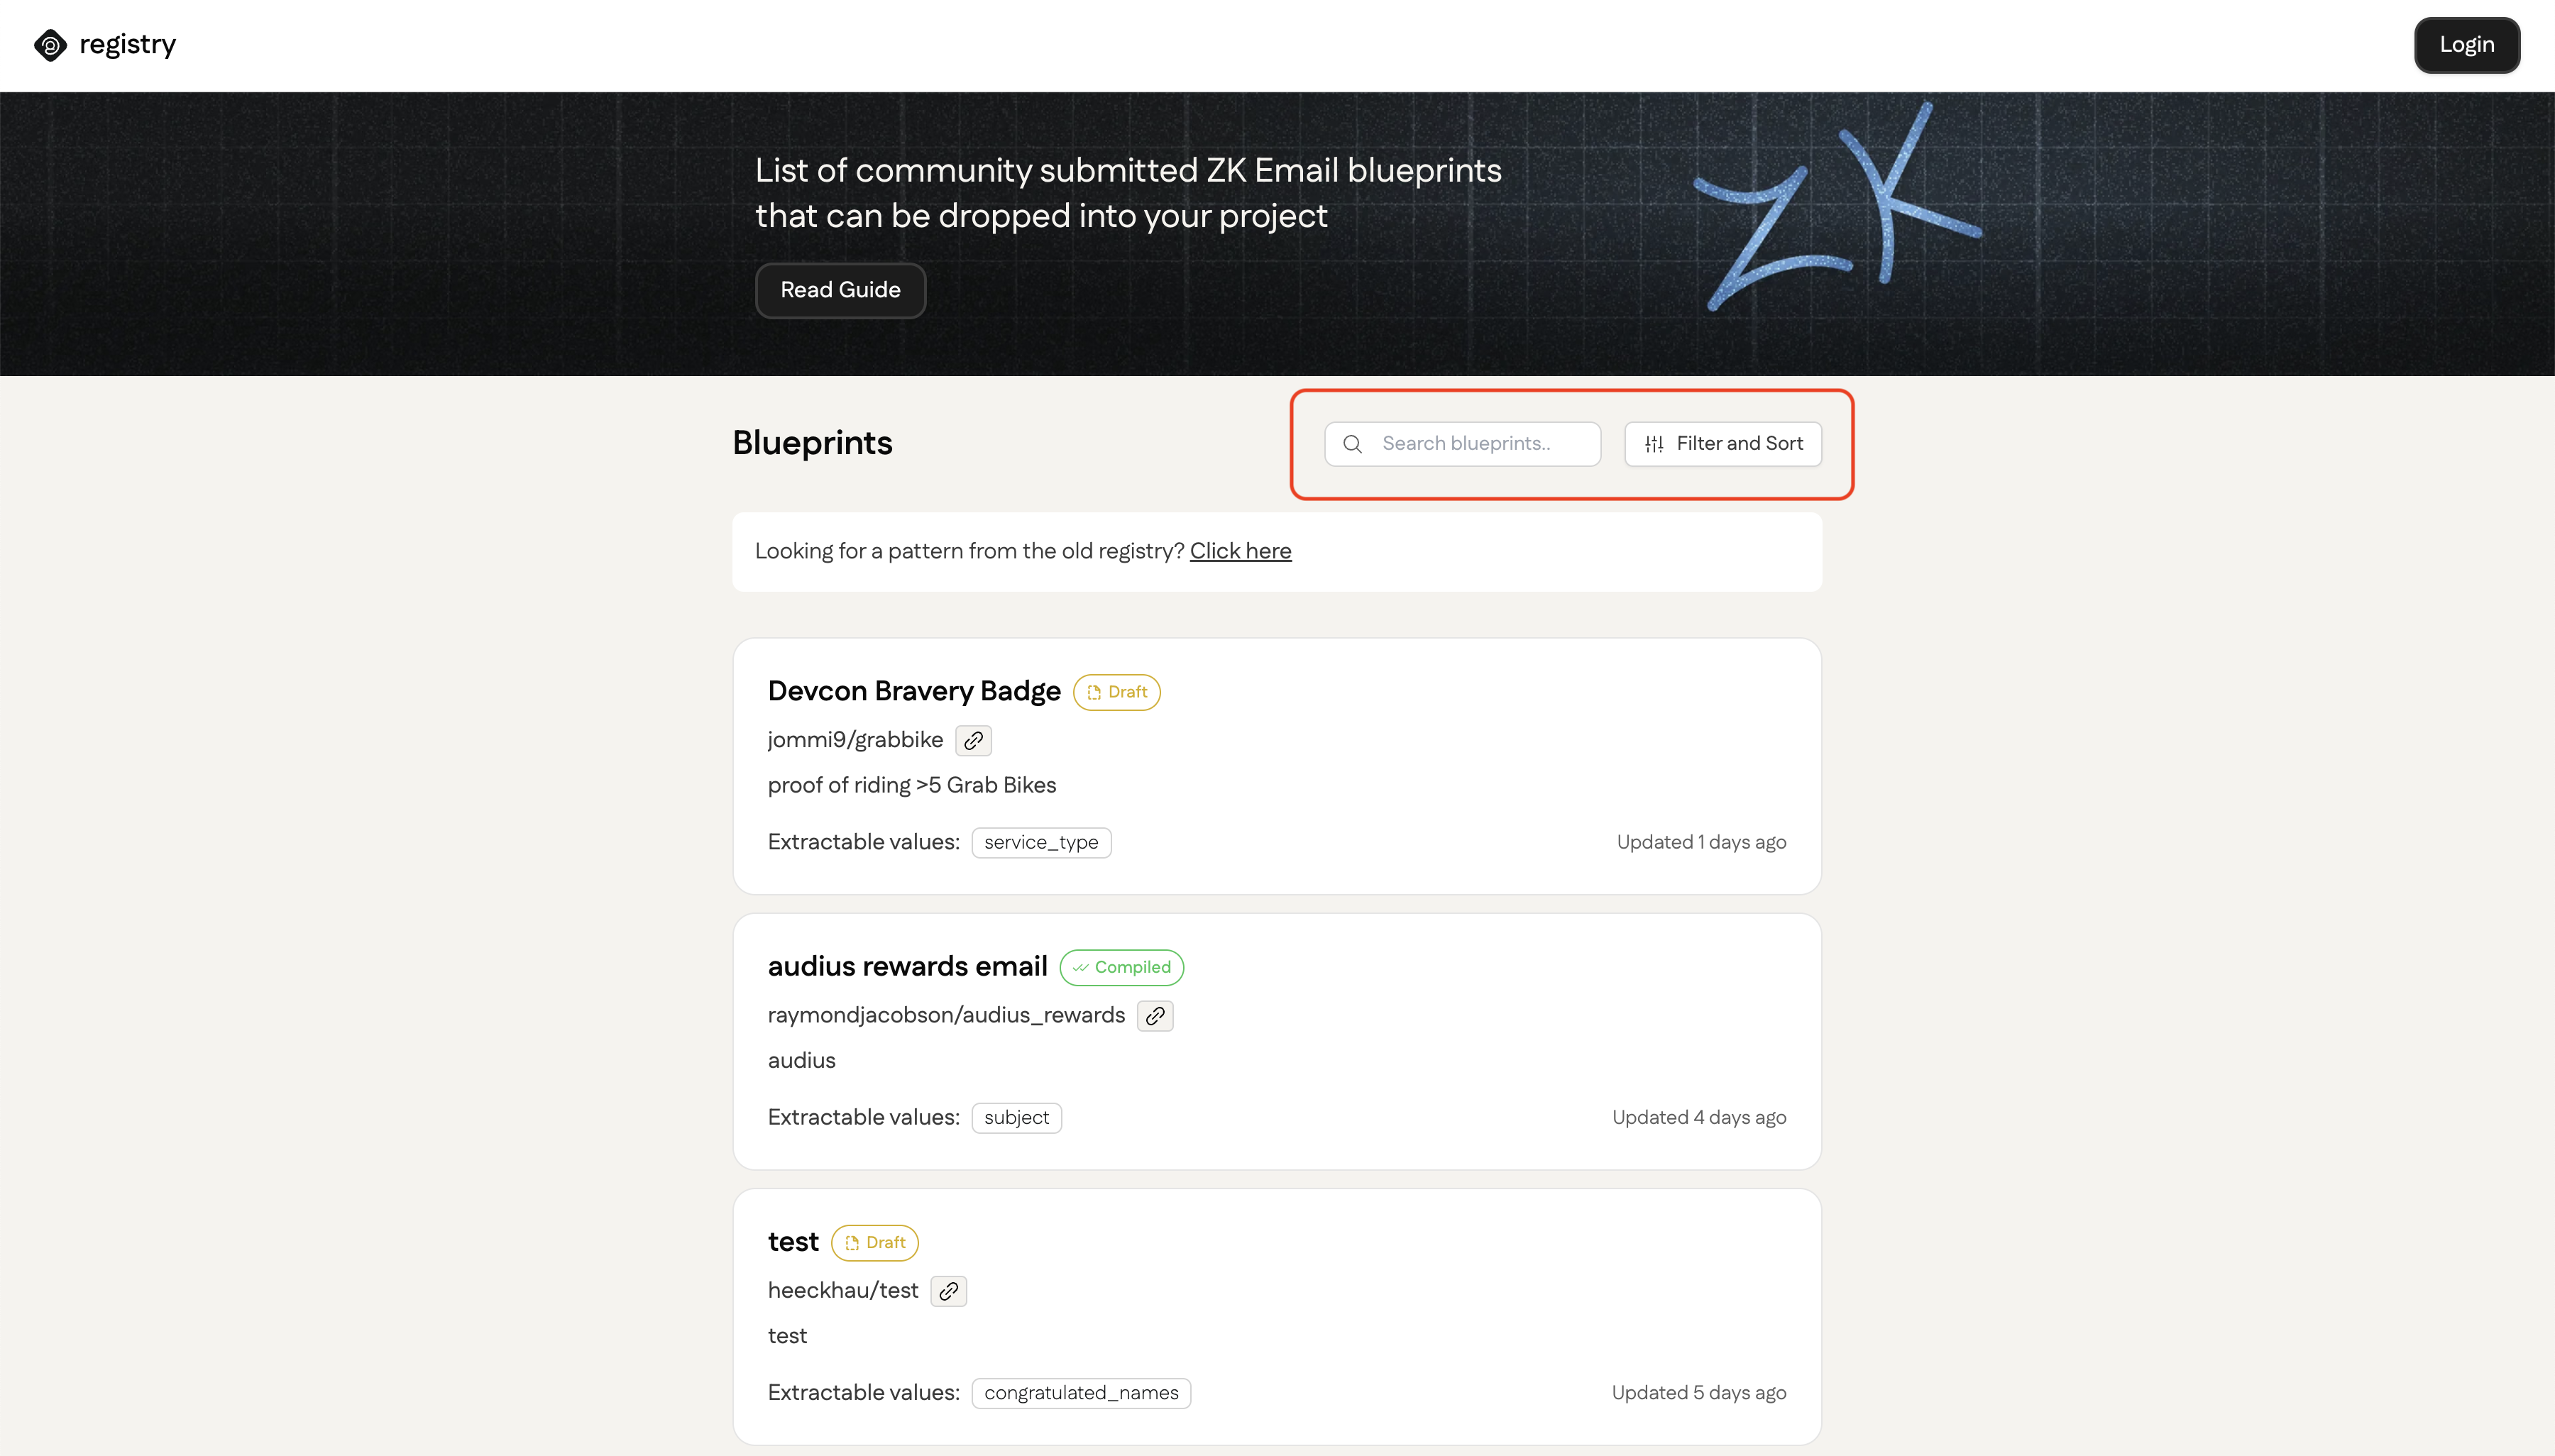 registry
Login
List of community submitted ZK Email blueprints
that can be dropped into your project
ZK
Read Guide
Blueprints
Search blueprints..
Filter and Sort
Looking for a pattern from the old registry? Click here
Devcon Bravery Badge
Draft
jommi9/grabbike
proof of riding >5 Grab Bikes
Extractable values: service_type
Updated 1 days ago
audius rewards email
Compiled
raymondjacobson/audius_rewards
audius
Extractable values: subject
Updated 4 days ago
test
Draft
heeckhau/test
test
Extractable values: congratulated_names
Updated 5 days ago